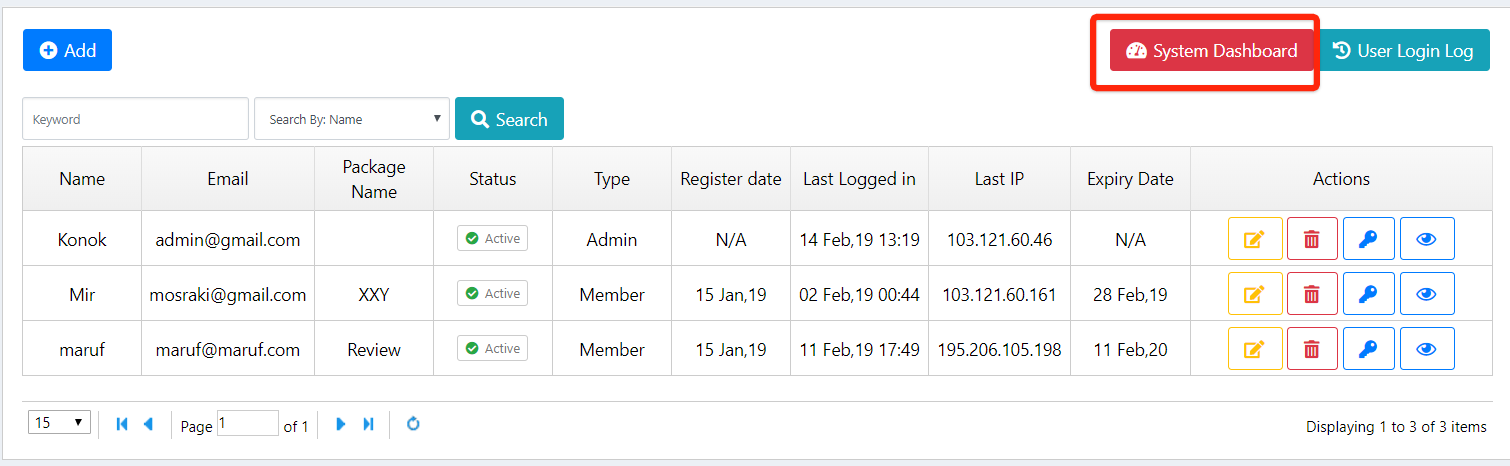 Add
System Dashboard
User Login Log
Keyword
Search By: Name
Search
Name Email Package Name Status Type Register date Last Logged in Last IP Expiry Date Actions
Konok admin@gmail.com Active Admin N/A 14 Feb,19 13:19 103.121.60.46 N/A
Mir mosraki@gmail.com XXY Active Member 15 Jan,19 02 Feb,19 00:44 103.121.60.161 28 Feb,19
maruf maruf@maruf.com Review Active Member 15 Jan,19 11 Feb,19 17:49 195.206.105.198 11 Feb,20
15 Page 1 of 1 Displaying 1 to 3 of 3 items